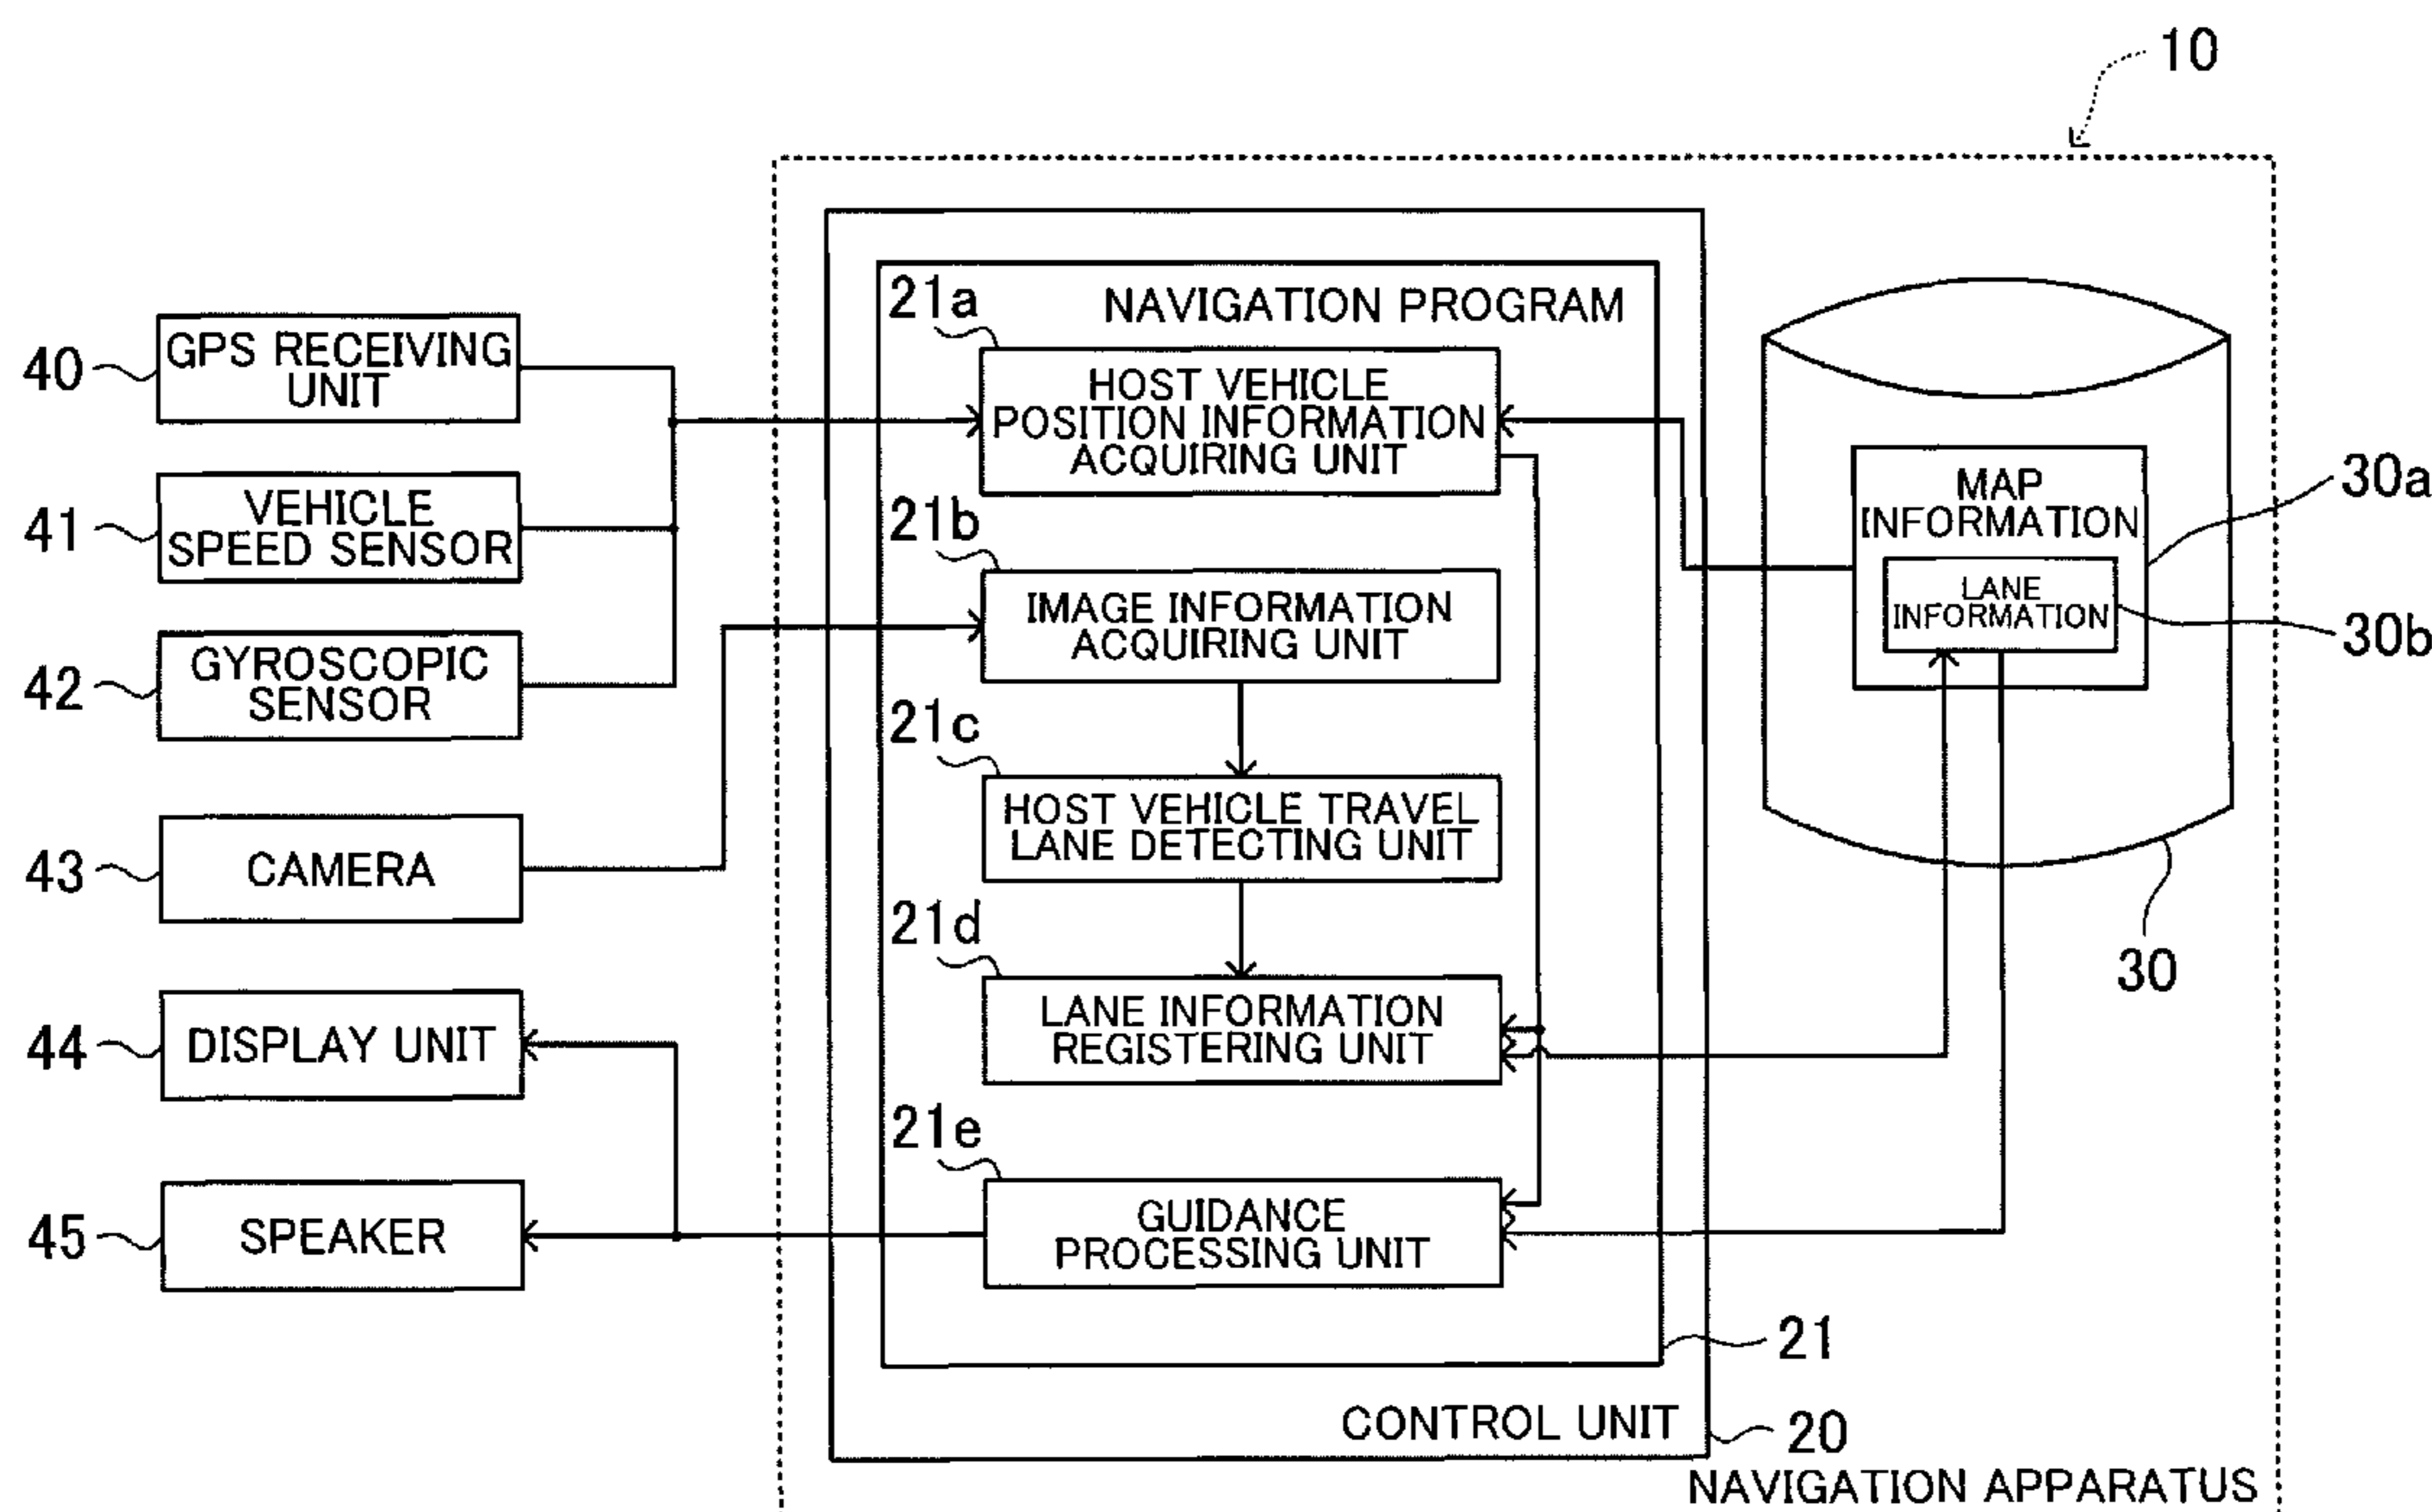 10
NAVIGATION PROGRAM
21a
HOST VEHICLE
POSITION INFORMATION
ACQUIRING UNIT
21b
IMAGE INFORMATION
ACQUIRING UNIT
21c
HOST VEHICLE TRAVEL
LANE DETECTING UNIT
21d
LANE INFORMATION
REGISTERING UNIT
21e
GUIDANCE
PROCESSING UNIT
40
GPS RECEIVING
UNIT
41
VEHICLE
SPEED SENSOR
42
GYROSCOPIC
SENSOR
43
CAMERA
44
DISPLAY UNIT
45
SPEAKER
MAP
INFORMATION
30a
LANE
INFORMATION
30b
30
21
CONTROL UNIT
20
NAVIGATION APPARATUS